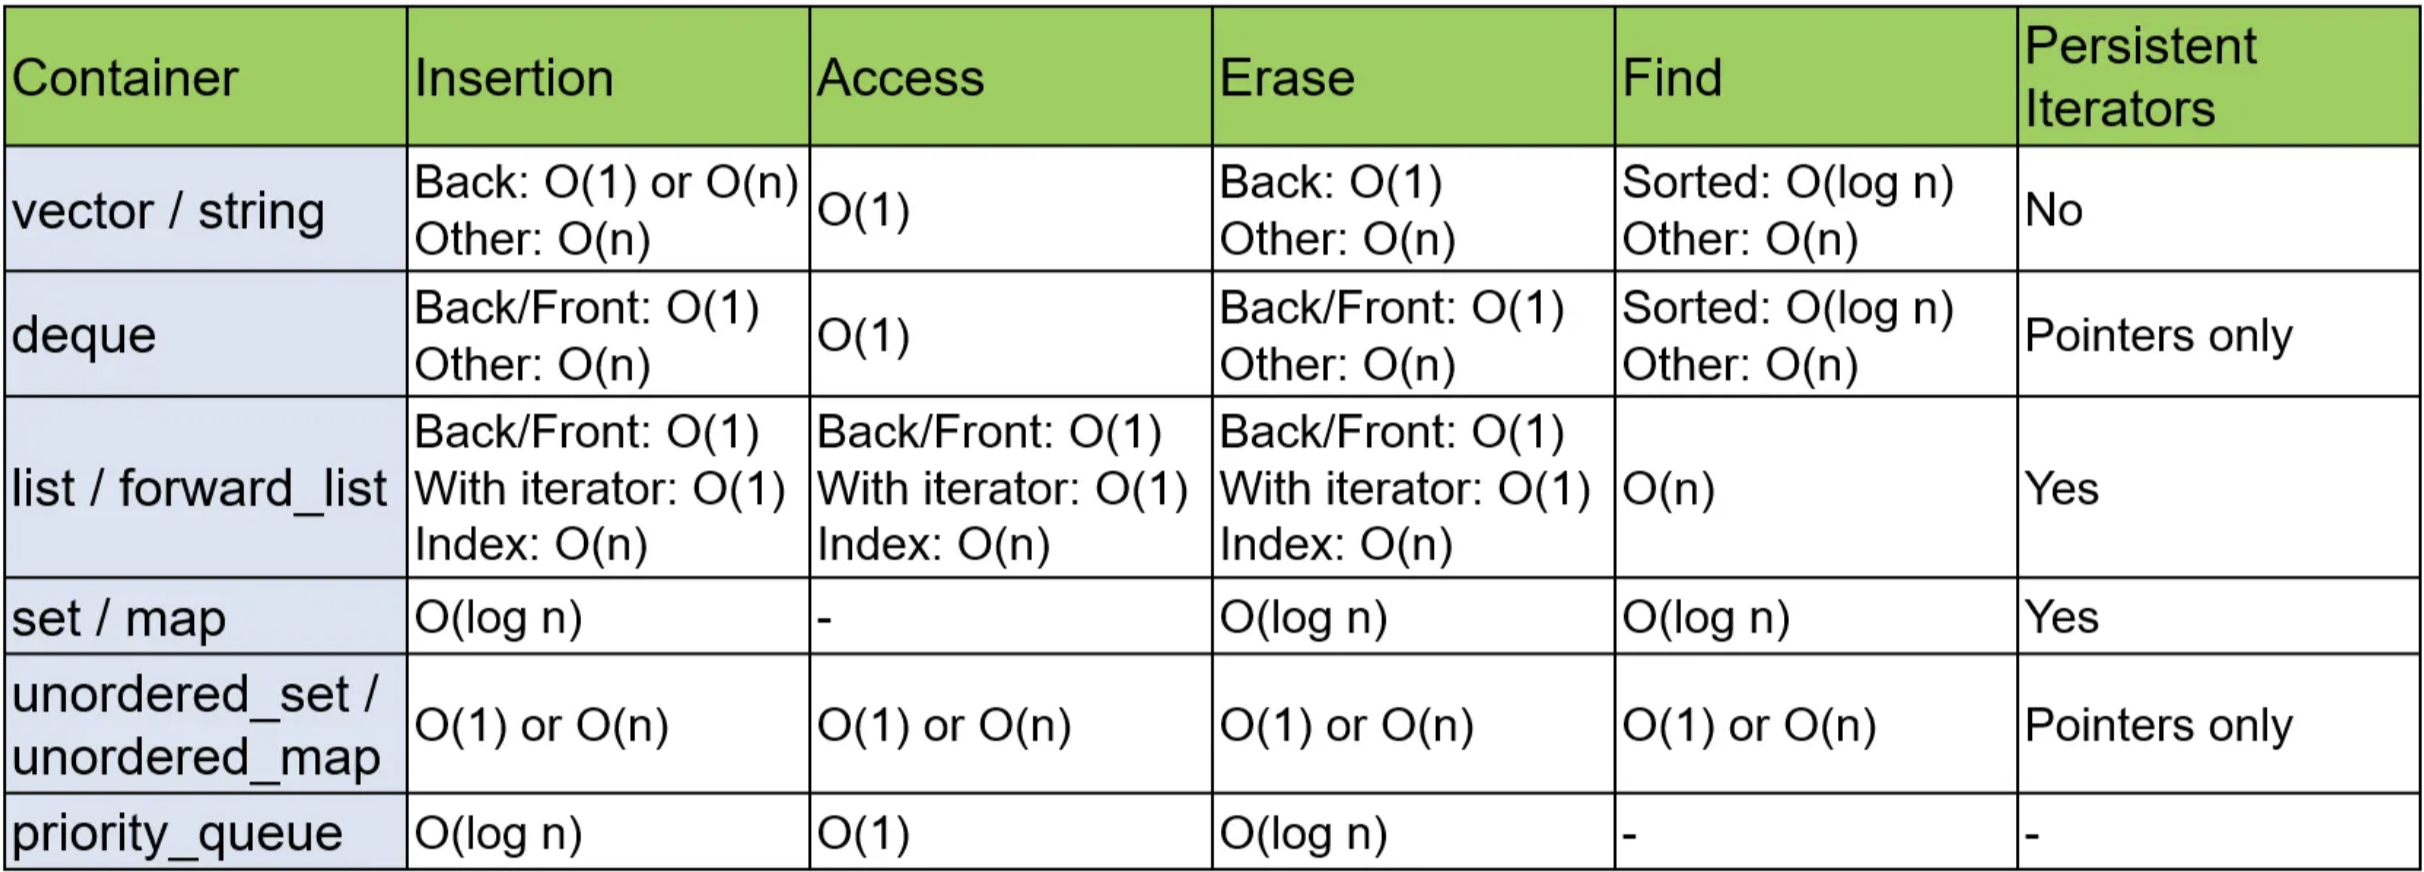 Container
Insertion
Access
Erase
Find
Persistent
Iterators
vector / string
Back: O(1) or O(n)
Other: O(n)
O(1)
Back: O(1)
Other: O(n)
Sorted: O(log n)
Other: O(n)
No
deque
Back/Front: O(1)
Other: O(n)
O(1)
Back/Front: O(1)
Other: O(n)
Sorted: O(log n)
Other: O(n)
Pointers only
list / forward_list
Back/Front: O(1)
With iterator: O(1)
Index: O(n)
Back/Front: O(1)
With iterator: O(1)
Index: O(n)
Back/Front: O(1)
With iterator: O(1)
Index: O(n)
O(n)
Yes
set / map
O(log n)
-
O(log n)
O(log n)
Yes
unordered_set /
unordered_map
O(1) or O(n)
O(1) or O(n)
O(1) or O(n)
O(1) or O(n)
Pointers only
priority_queue
O(log n)
O(1)
O(log n)
-
-